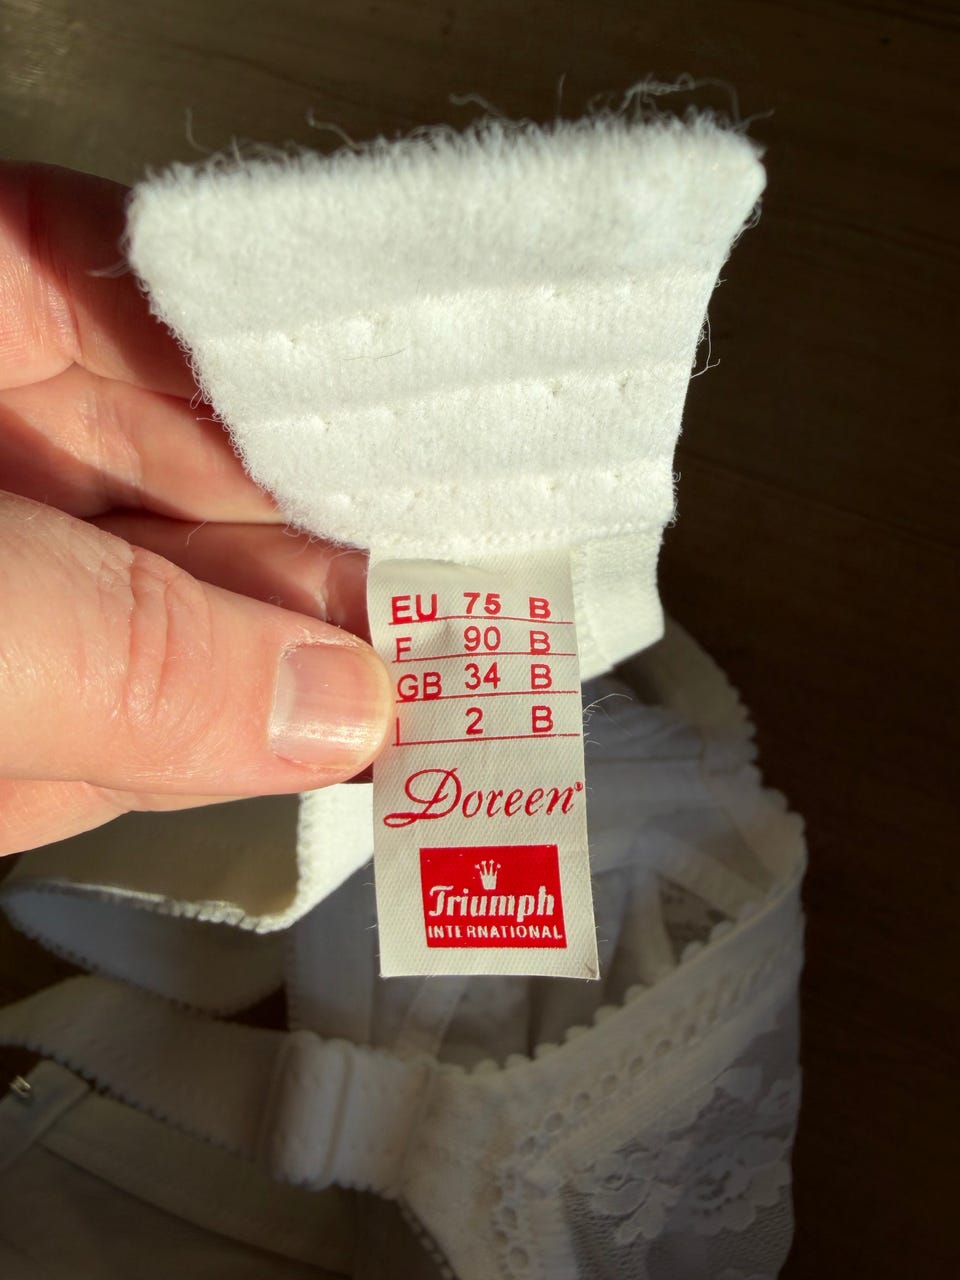 EU 75 B
F 90 B
GB 34 B
I 2 B
Doreen®
Triumph
INTERNATIONAL